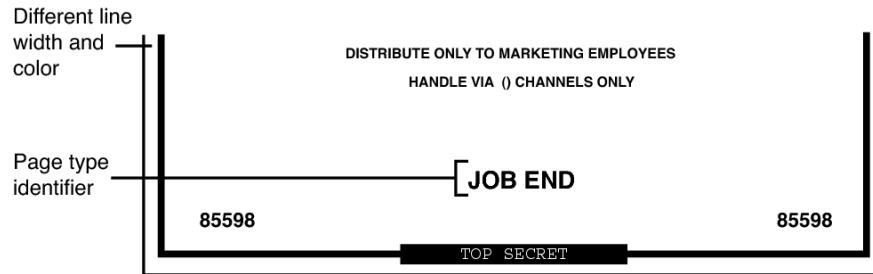 Different line
width and
color
DISTRIBUTE ONLY TO MARKETING EMPLOYEES
HANDLE VIA () CHANNELS ONLY
Page type
identifier
JOB END
85598 85598
TOP SECRET